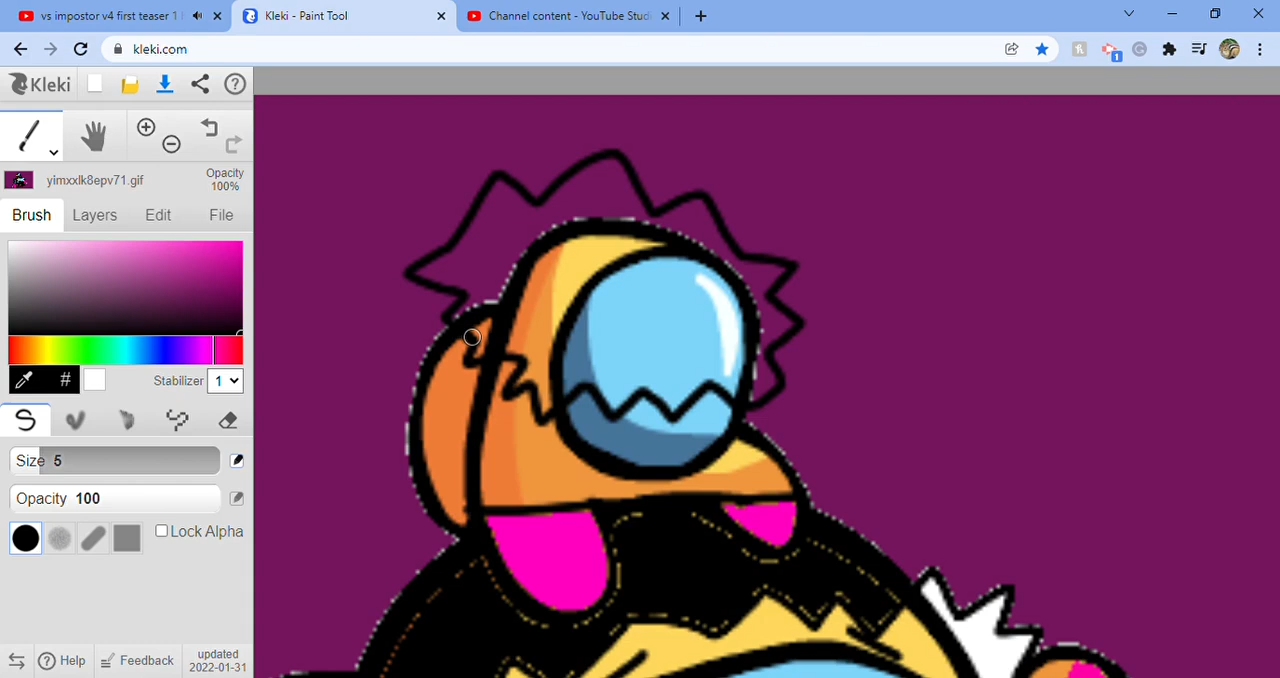 vs impostor v4 first teaser 1
Kleki - Paint Tool
Channel content - YouTube Studi
kleki.com
1
Kleki
yimxxlk8epv71.gif
Opacity
100%
Brush
Layers
Edit
File
#
Stabilizer
1
Size 5
Opacity 100
Lock Alpha
Help
Feedback
updated
2022-01-31